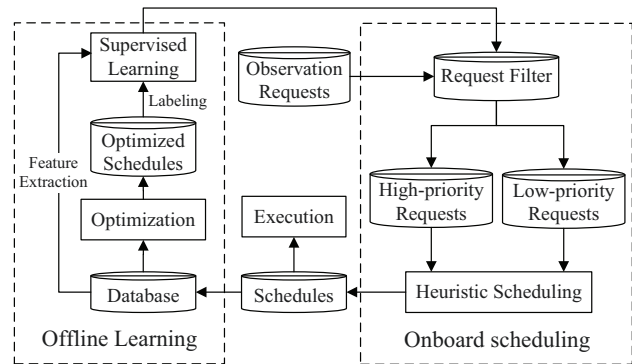 Supervised
Learning
Observation
Requests
Request Filter
Labeling
Optimized
Schedules
Feature
Extraction
High-priority
Requests
Low-priority
Requests
Optimization
Execution
Database
Schedules
Heuristic Scheduling
Offline Learning
Onboard scheduling